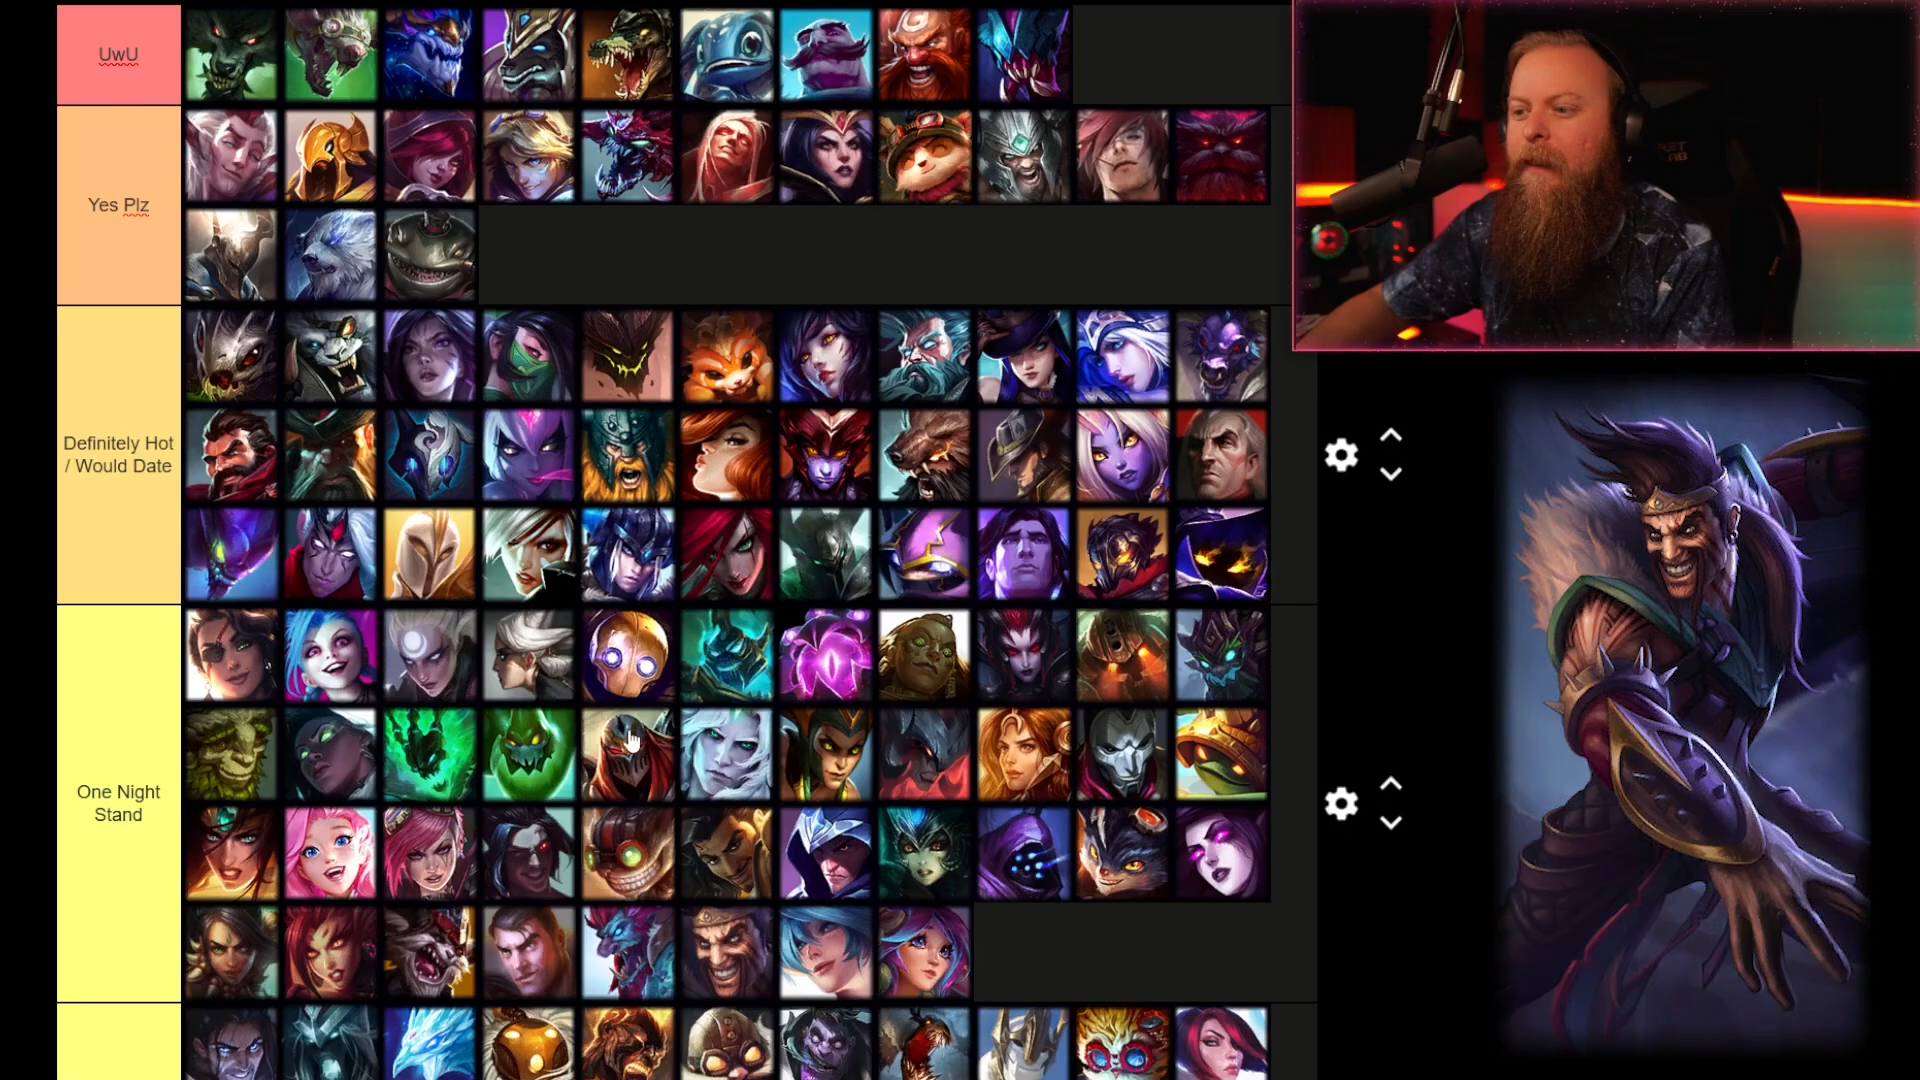 UwU
Yes Plz
Definitely Hot
/ Would Date
One Night
Stand